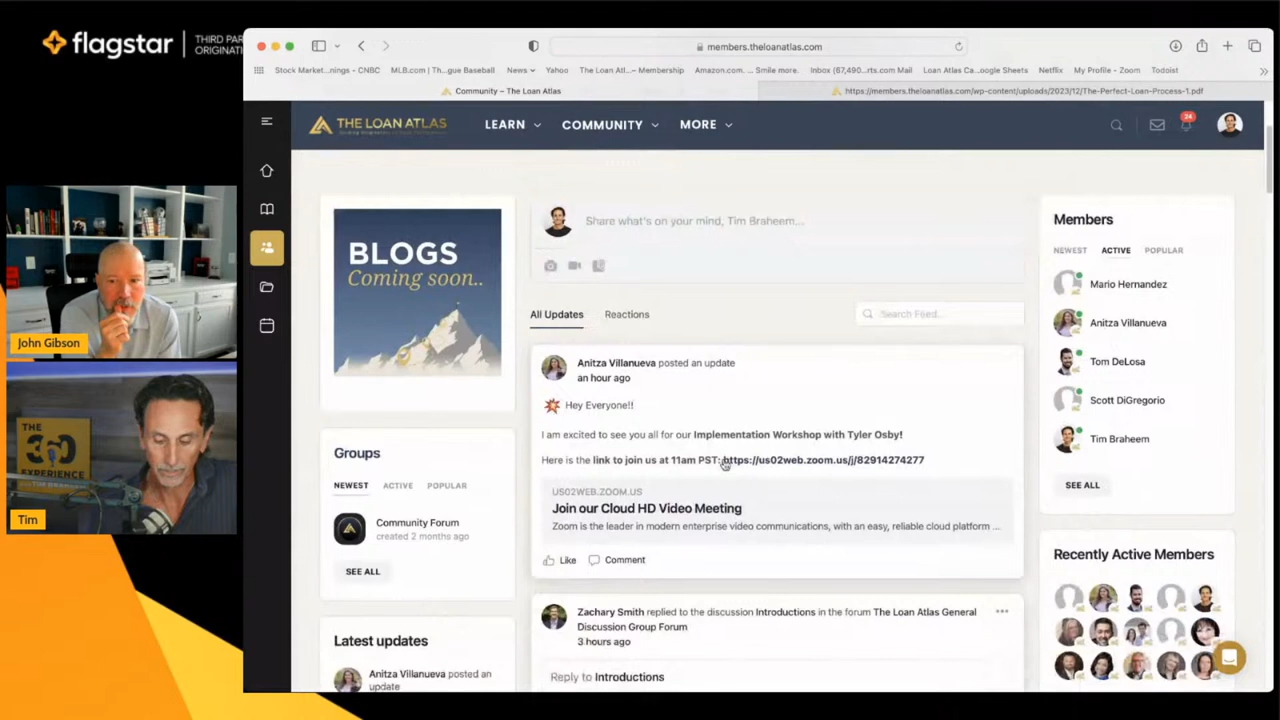 flagstar
THIRD PAR
ORIGINATI
members.theloanatlas.com
Stock Market...nings - CNBC MLB.com | Th...gue Baseball News Yahoo The Loan Atl... – Membership Amazon.com. ... Smile more. Inbox (67,490...rts.com Mail Loan Atlas Ca...oogle Sheets Netflix My Profile - Zoom Todoist
Community – The Loan Atlas
https://members.theloanatlas.com/wp-content/uploads/2023/12/The-Perfect-Loan-Process-1.pdf
THE LOAN ATLAS
LEARN COMMUNITY MORE
24
BLOGS
Coming soon..
Share what's on your mind, Tim Braheem...
All Updates Reactions
Search Feed...
Anitza Villanueva posted an update
an hour ago
Hey Everyone!!
I am excited to see you all for our Implementation Workshop with Tyler Osby!
Here is the link to join us at 11am PST: https://us02web.zoom.us/j/82914274277
US02WEB.ZOOM.US
Join our Cloud HD Video Meeting
Zoom is the leader in modern enterprise video communications, with an easy, reliable cloud platform ...
Like Comment
Zachary Smith replied to the discussion Introductions in the forum The Loan Atlas General
Discussion Group Forum
3 hours ago
Reply to Introductions
Groups
NEWEST ACTIVE POPULAR
Community Forum
created 2 months ago
SEE ALL
Latest updates
Anitza Villanueva posted an
update
Members
NEWEST ACTIVE POPULAR
Mario Hernandez
Anitza Villanueva
Tom DeLosa
Scott DiGregorio
Tim Braheem
SEE ALL
Recently Active Members
John Gibson
THE
EXPERIENCE
Tim